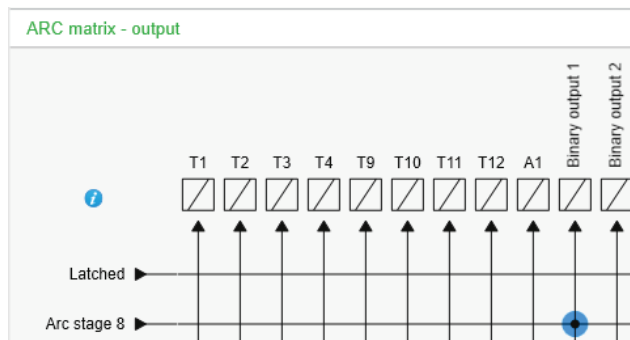 ARC matrix - output
T1 T2 T3 T4 T9 T10 T11 T12 A1 Binary output 1 Binary output 2
i
Latched
Arc stage 8